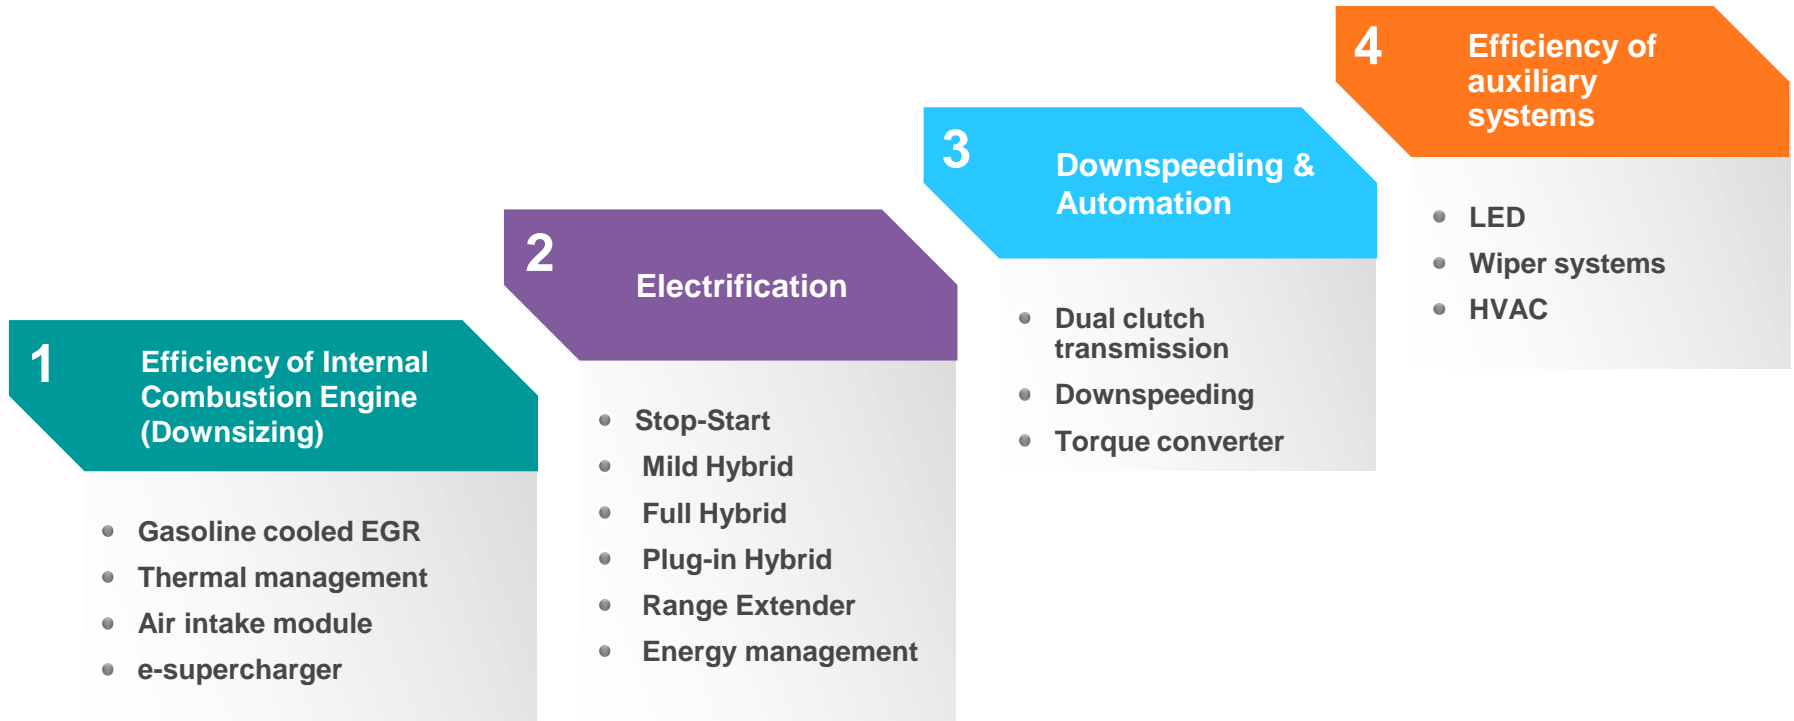 1
Efficiency of Internal
Combustion Engine
(Downsizing)
Gasoline cooled EGR
Thermal management
Air intake module
e-supercharger
2
Electrification
Stop-Start
Mild Hybrid
Full Hybrid
Plug-in Hybrid
Range Extender
Energy management
3
Downspeeding &
Automation
Dual clutch
transmission
Downspeeding
Torque converter
4
Efficiency of
auxiliary
systems
LED
Wiper systems
HVAC